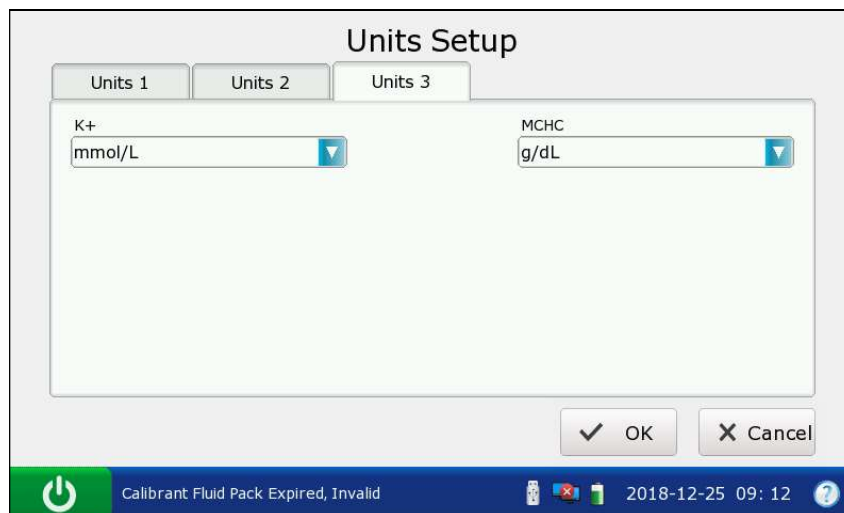 Units Setup
Units 1
Units 2
Units 3
K+
MCHC
mmol/L
g/dL
OK
Cancel
Calibrant Fluid Pack Expired, Invalid
2018-12-25 09: 12
?